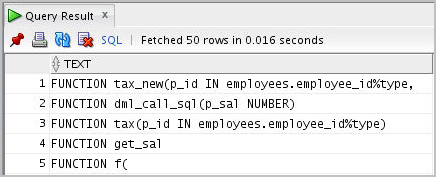 Query Result x
SQL | Fetched 50 rows in 0.016 seconds
TEXT
1 FUNCTION tax_new(p_id IN employees.employee_id%type,
2 FUNCTION dml_call_sql(p_sal NUMBER)
3 FUNCTION tax(p_id IN employees.employee_id%type)
4 FUNCTION get_sal
5 FUNCTION f(